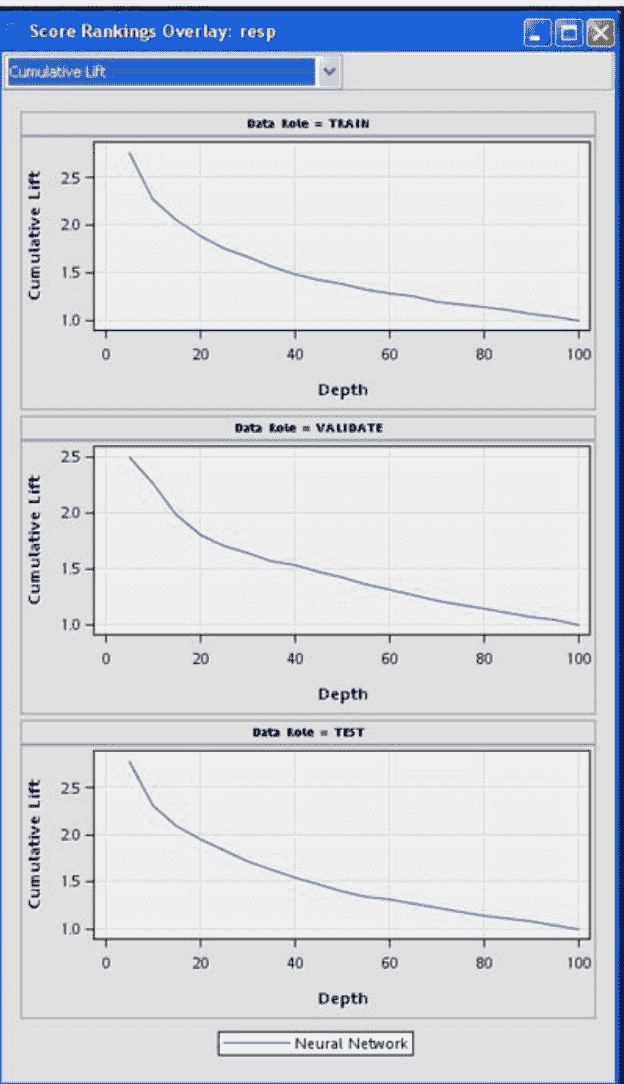 Score Rankings Overlay: resp
Cumulative Lift
Data Role = TRAIN
Cumulative Lift
2.5
2.0
1.5
1.0
0 20 40 60 80 100
Depth
Data Role = VALIDATE
Cumulative Lift
2.5
2.0
1.5
1.0
0 20 40 60 80 100
Depth
Data Role = TEST
Cumulative Lift
2.5
2.0
1.5
1.0
0 20 40 60 80 100
Depth
Neural Network